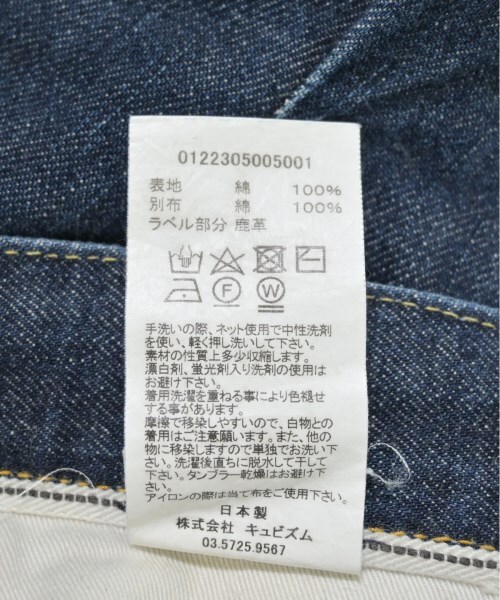 0122305005001
表地 綿 100%
別布 綿 100%
ラベル部分 鹿革
F W
手洗いの際、ネット使用で中性洗剤
を使い、軽く押し洗いして下さい。
素材の性質上多少収縮します。
漂白剤、蛍光剤入り洗剤の使用は
お避け下さい。
着用洗濯を重ねる事により色褪せ
する事があります。
摩擦で移染しやすいので、白物との
着用はご注意願います。また、他の
物に移染しますので単独でお洗い下
さい。洗濯後直ちに脱水して干して
下さい。タンブラー乾燥はお避け下
さい。
アイロンの際は当て布をご使用下さい。
日本製
株式会社 キュビズム
03.5725.9567